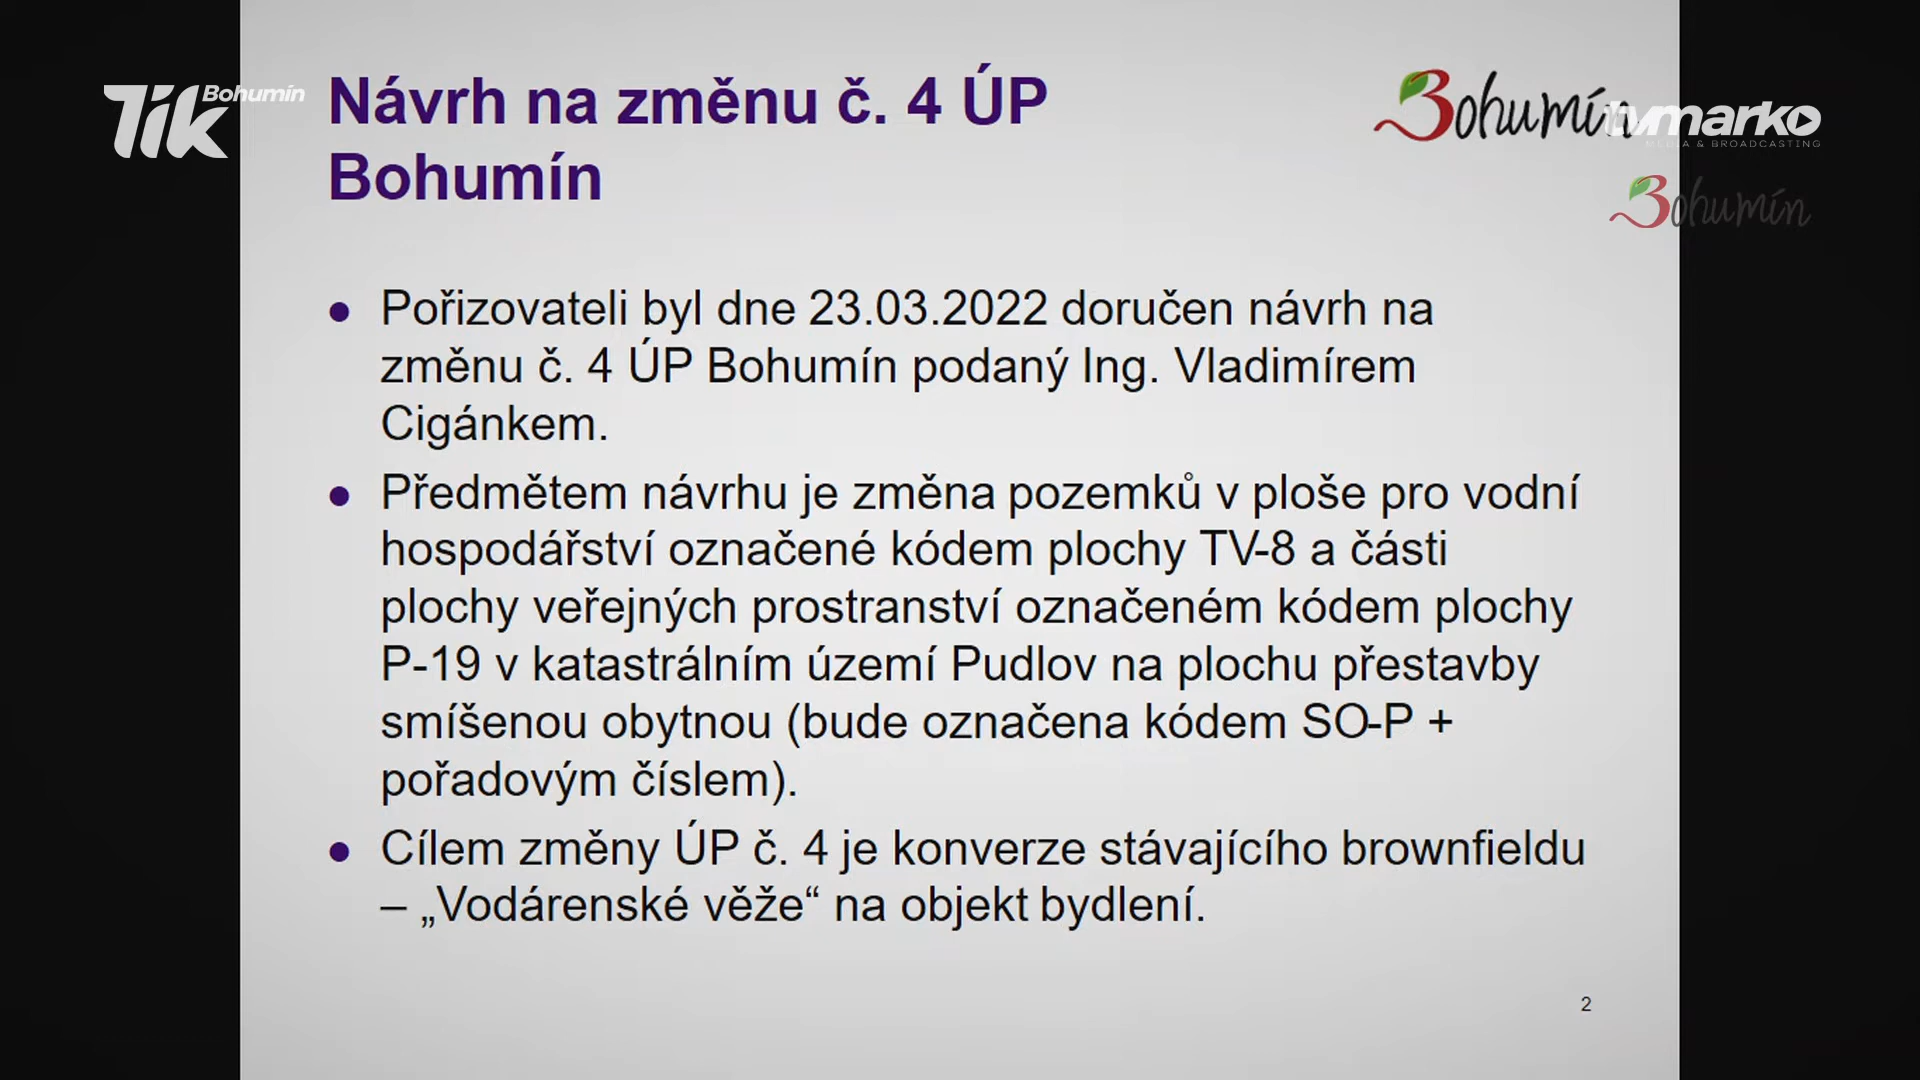 Tik Bohumín
Návrh na změnu č. 4 ÚP
Bohumín
Bohumín
tvmarko
MEDIA & BROADCASTING
Bohumín
● Pořizovateli byl dne 23.03.2022 doručen návrh na
změnu č. 4 ÚP Bohumín podaný Ing. Vladimírem
Cigánkem.
● Předmětem návrhu je změna pozemků v ploše pro vodní
hospodářství označené kódem plochy TV-8 a části
plochy veřejných prostranství označeném kódem plochy
P-19 v katastrálním území Pudlov na plochu přestavby
smíšenou obytnou (bude označena kódem SO-P +
pořadovým číslem).
● Cílem změny ÚP č. 4 je konverze stávajícího brownfieldu
– „Vodárenské věže“ na objekt bydlení.
2